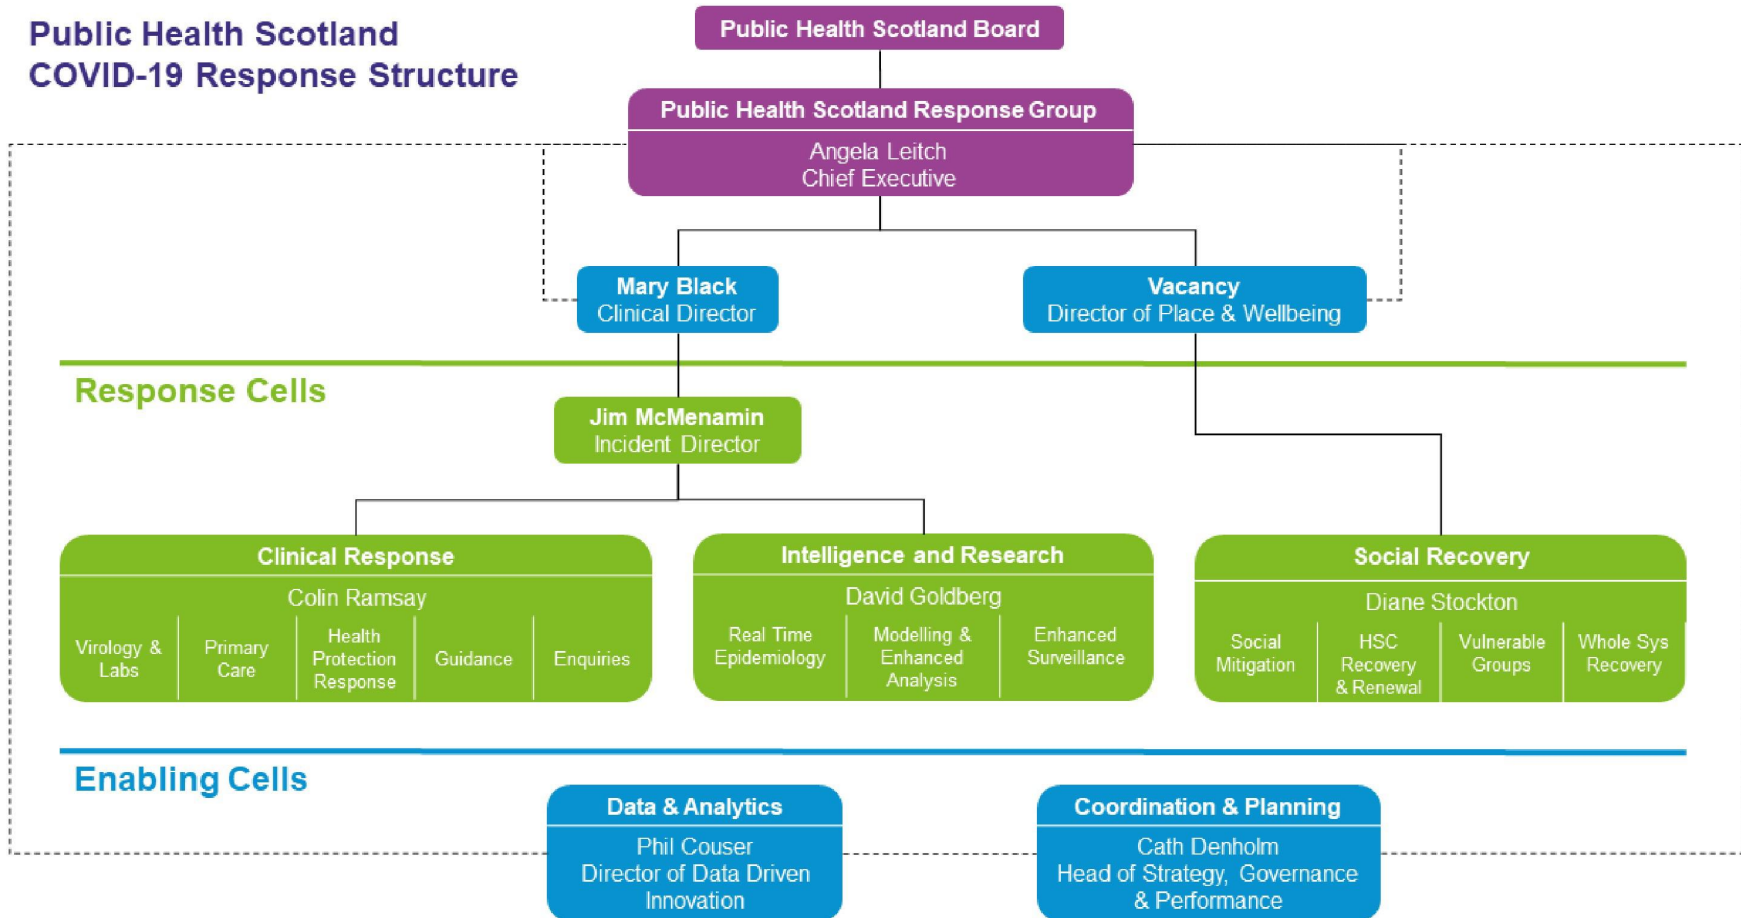 Public Health Scotland
COVID-19 Response Structure
Public Health Scotland Board
Public Health Scotland Response Group
Angela Leitch
Chief Executive
Mary Black
Clinical Director
Vacancy
Director of Place & Wellbeing
Response Cells
Jim McMenamin
Incident Director
Clinical Response
Colin Ramsay
Virology &
Labs
Primary
Care
Health
Protection
Response
Guidance
Enquiries
Intelligence and Research
David Goldberg
Real Time
Epidemiology
Modelling &
Enhanced
Analysis
Enhanced
Surveillance
Social Recovery
Diane Stockton
Social
Mitigation
HSC
Recovery
& Renewal
Vulnerable
Groups
Whole Sys
Recovery
Enabling Cells
Data & Analytics
Phil Couser
Director of Data Driven
Innovation
Coordination & Planning
Cath Denholm
Head of Strategy, Governance
& Performance